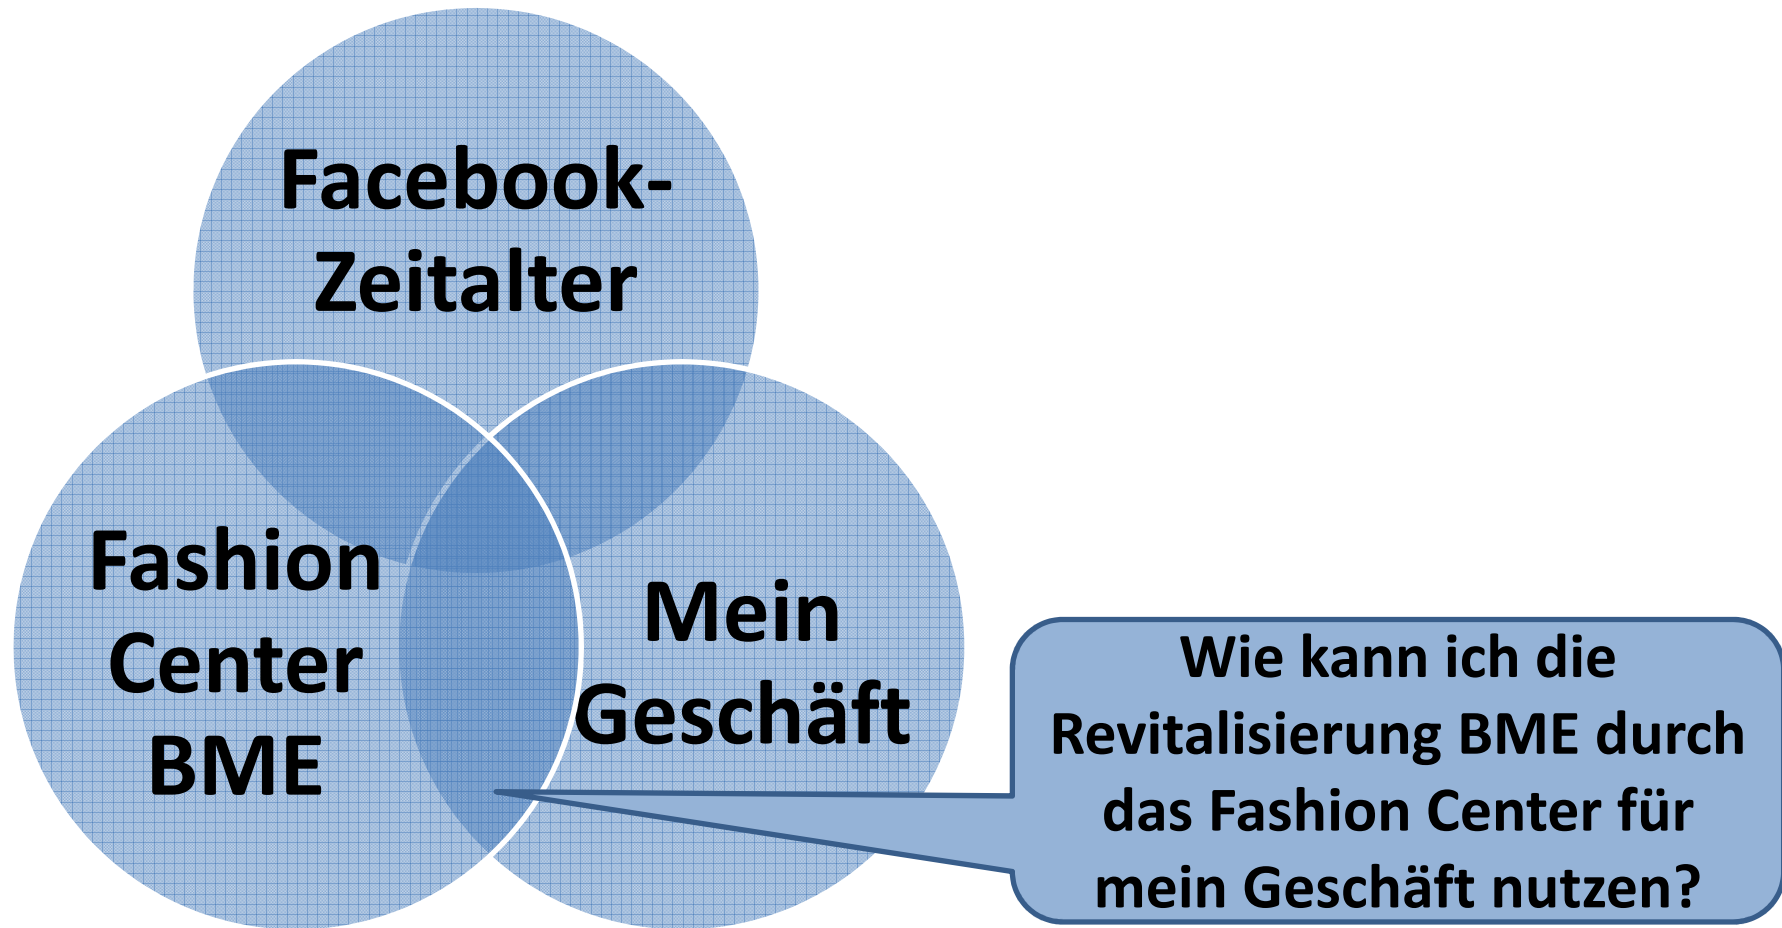 Facebook-
Zeitalter
Fashion
Center
BME
Mein
Geschäft
Wie kann ich die
Revitalisierung BME durch
das Fashion Center für
mein Geschäft nutzen?